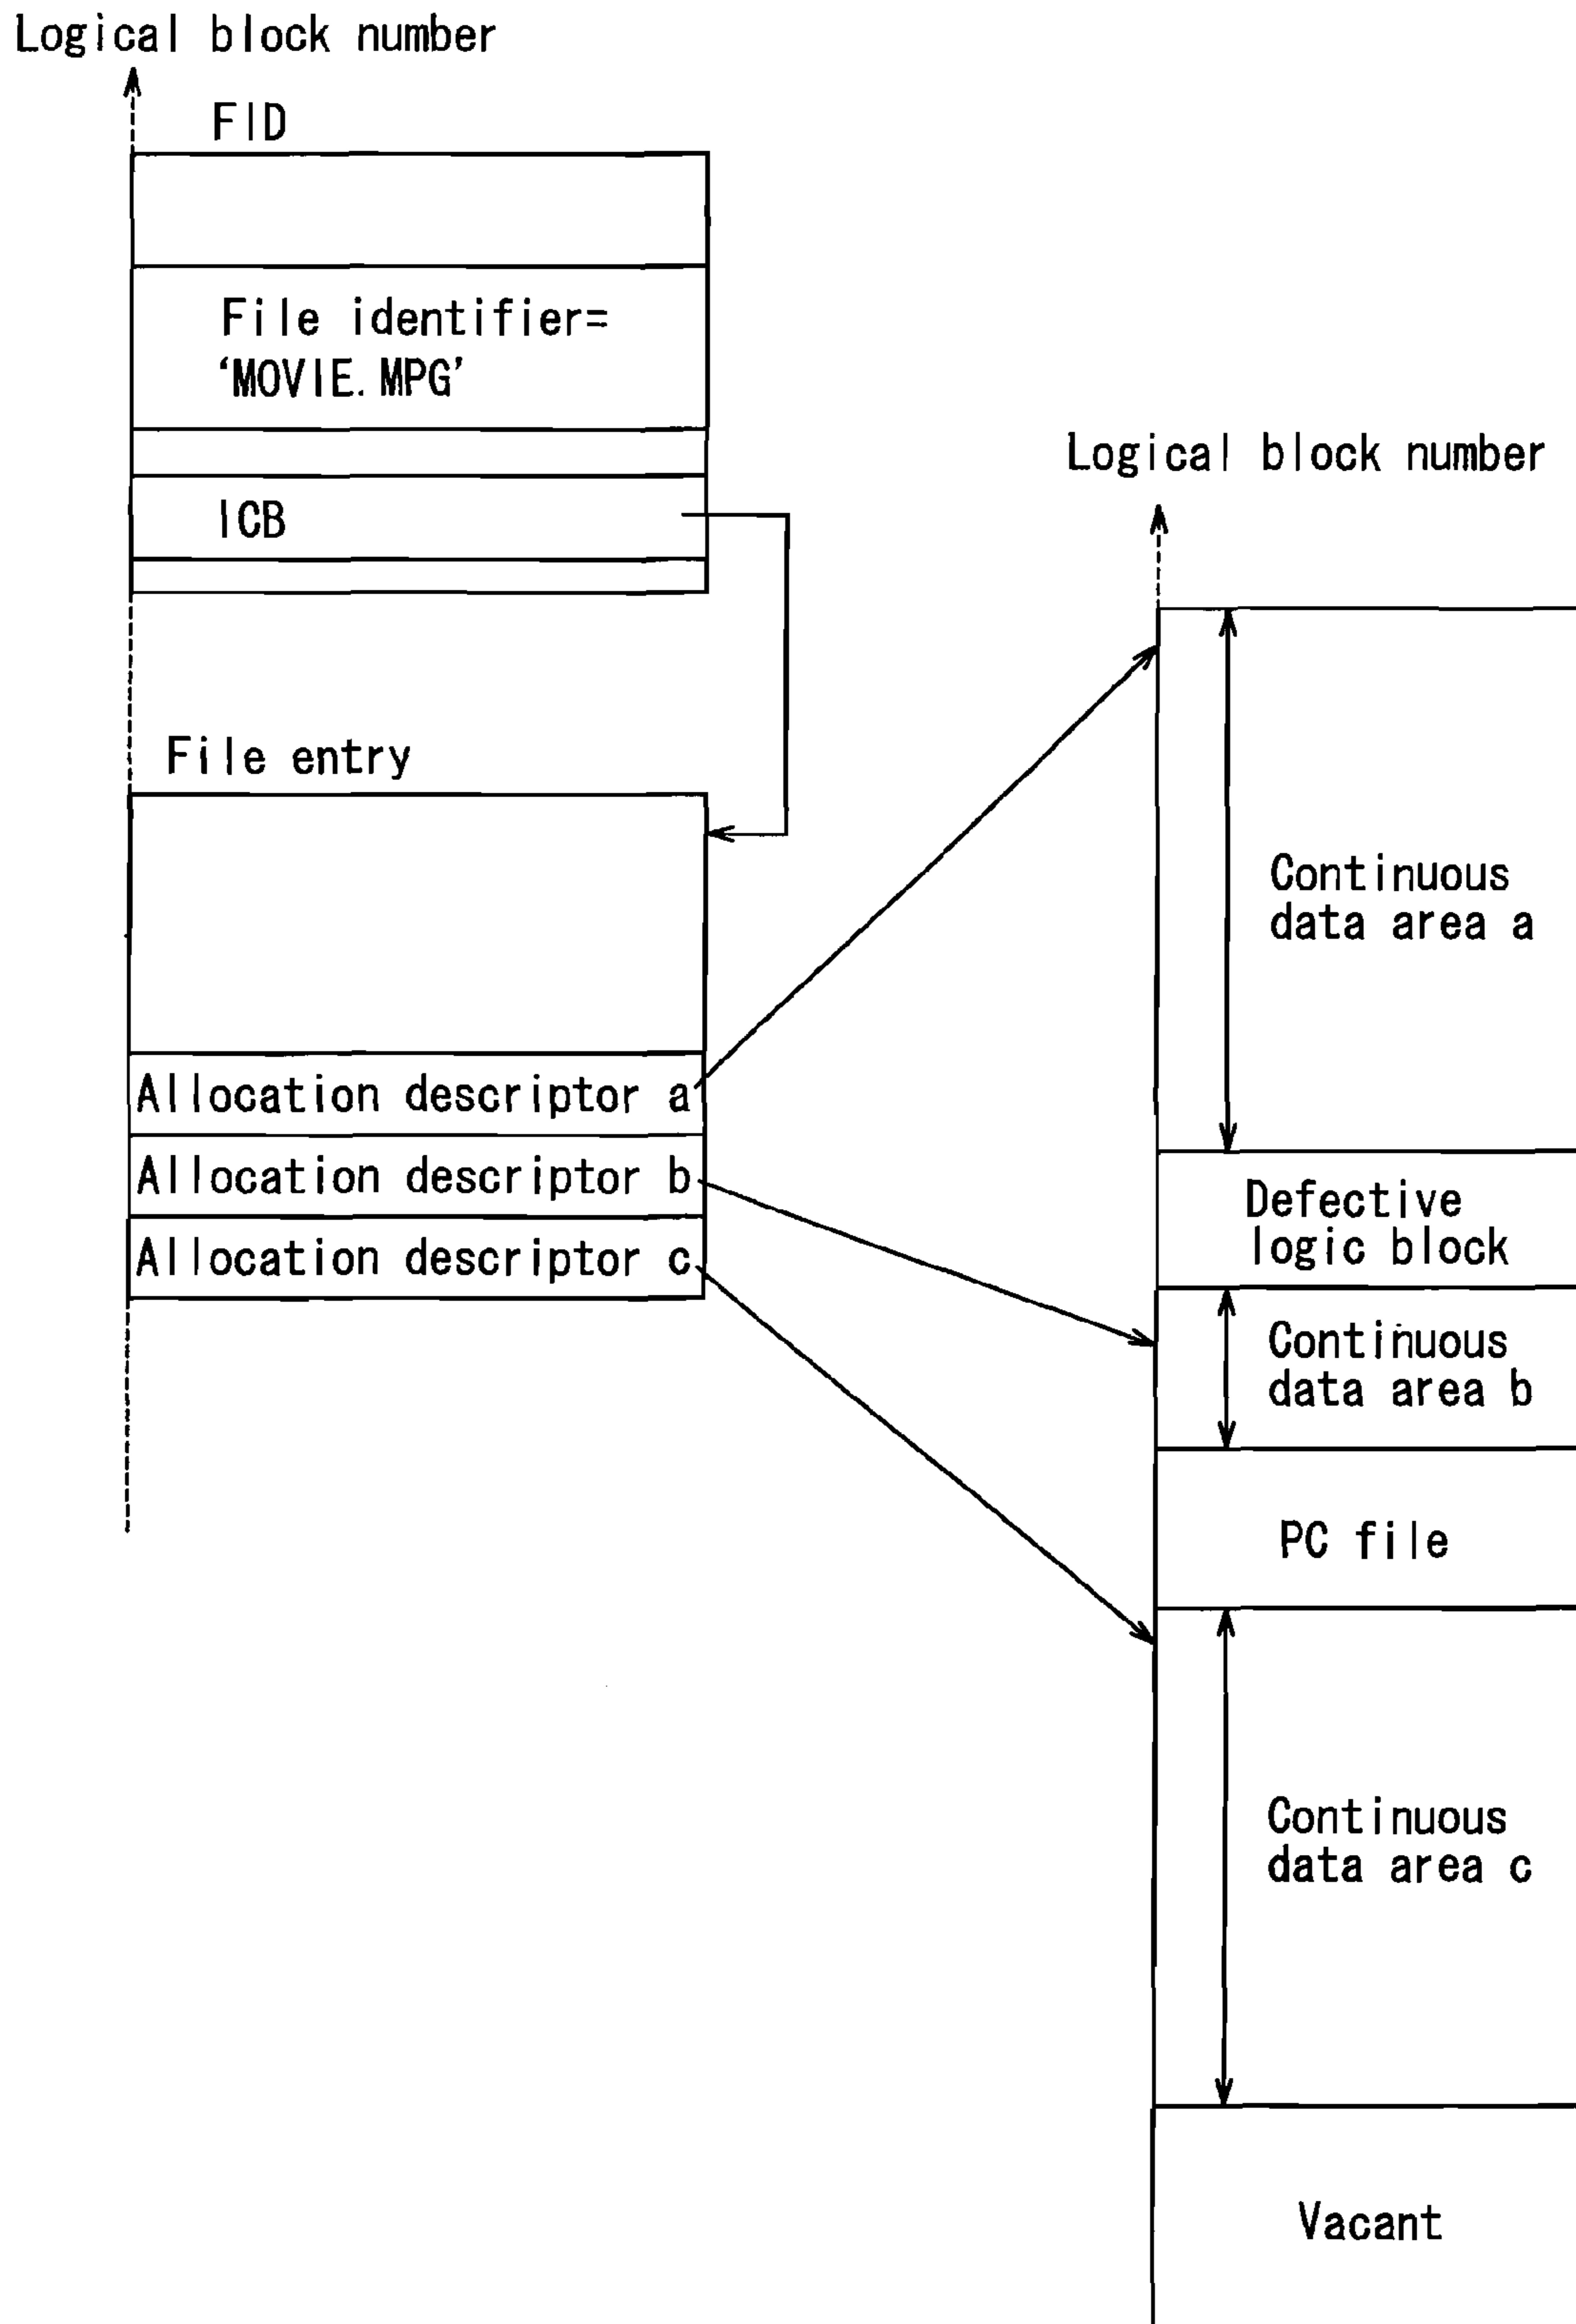 Logical block number
FID
File identifier=
‘MOVIE.MPG’
ICB
File entry
Allocation descriptor a
Allocation descriptor b
Allocation descriptor c
Logical block number
Continuous
data area a
Defective
logic block
Continuous
data area b
PC file
Continuous
data area c
Vacant